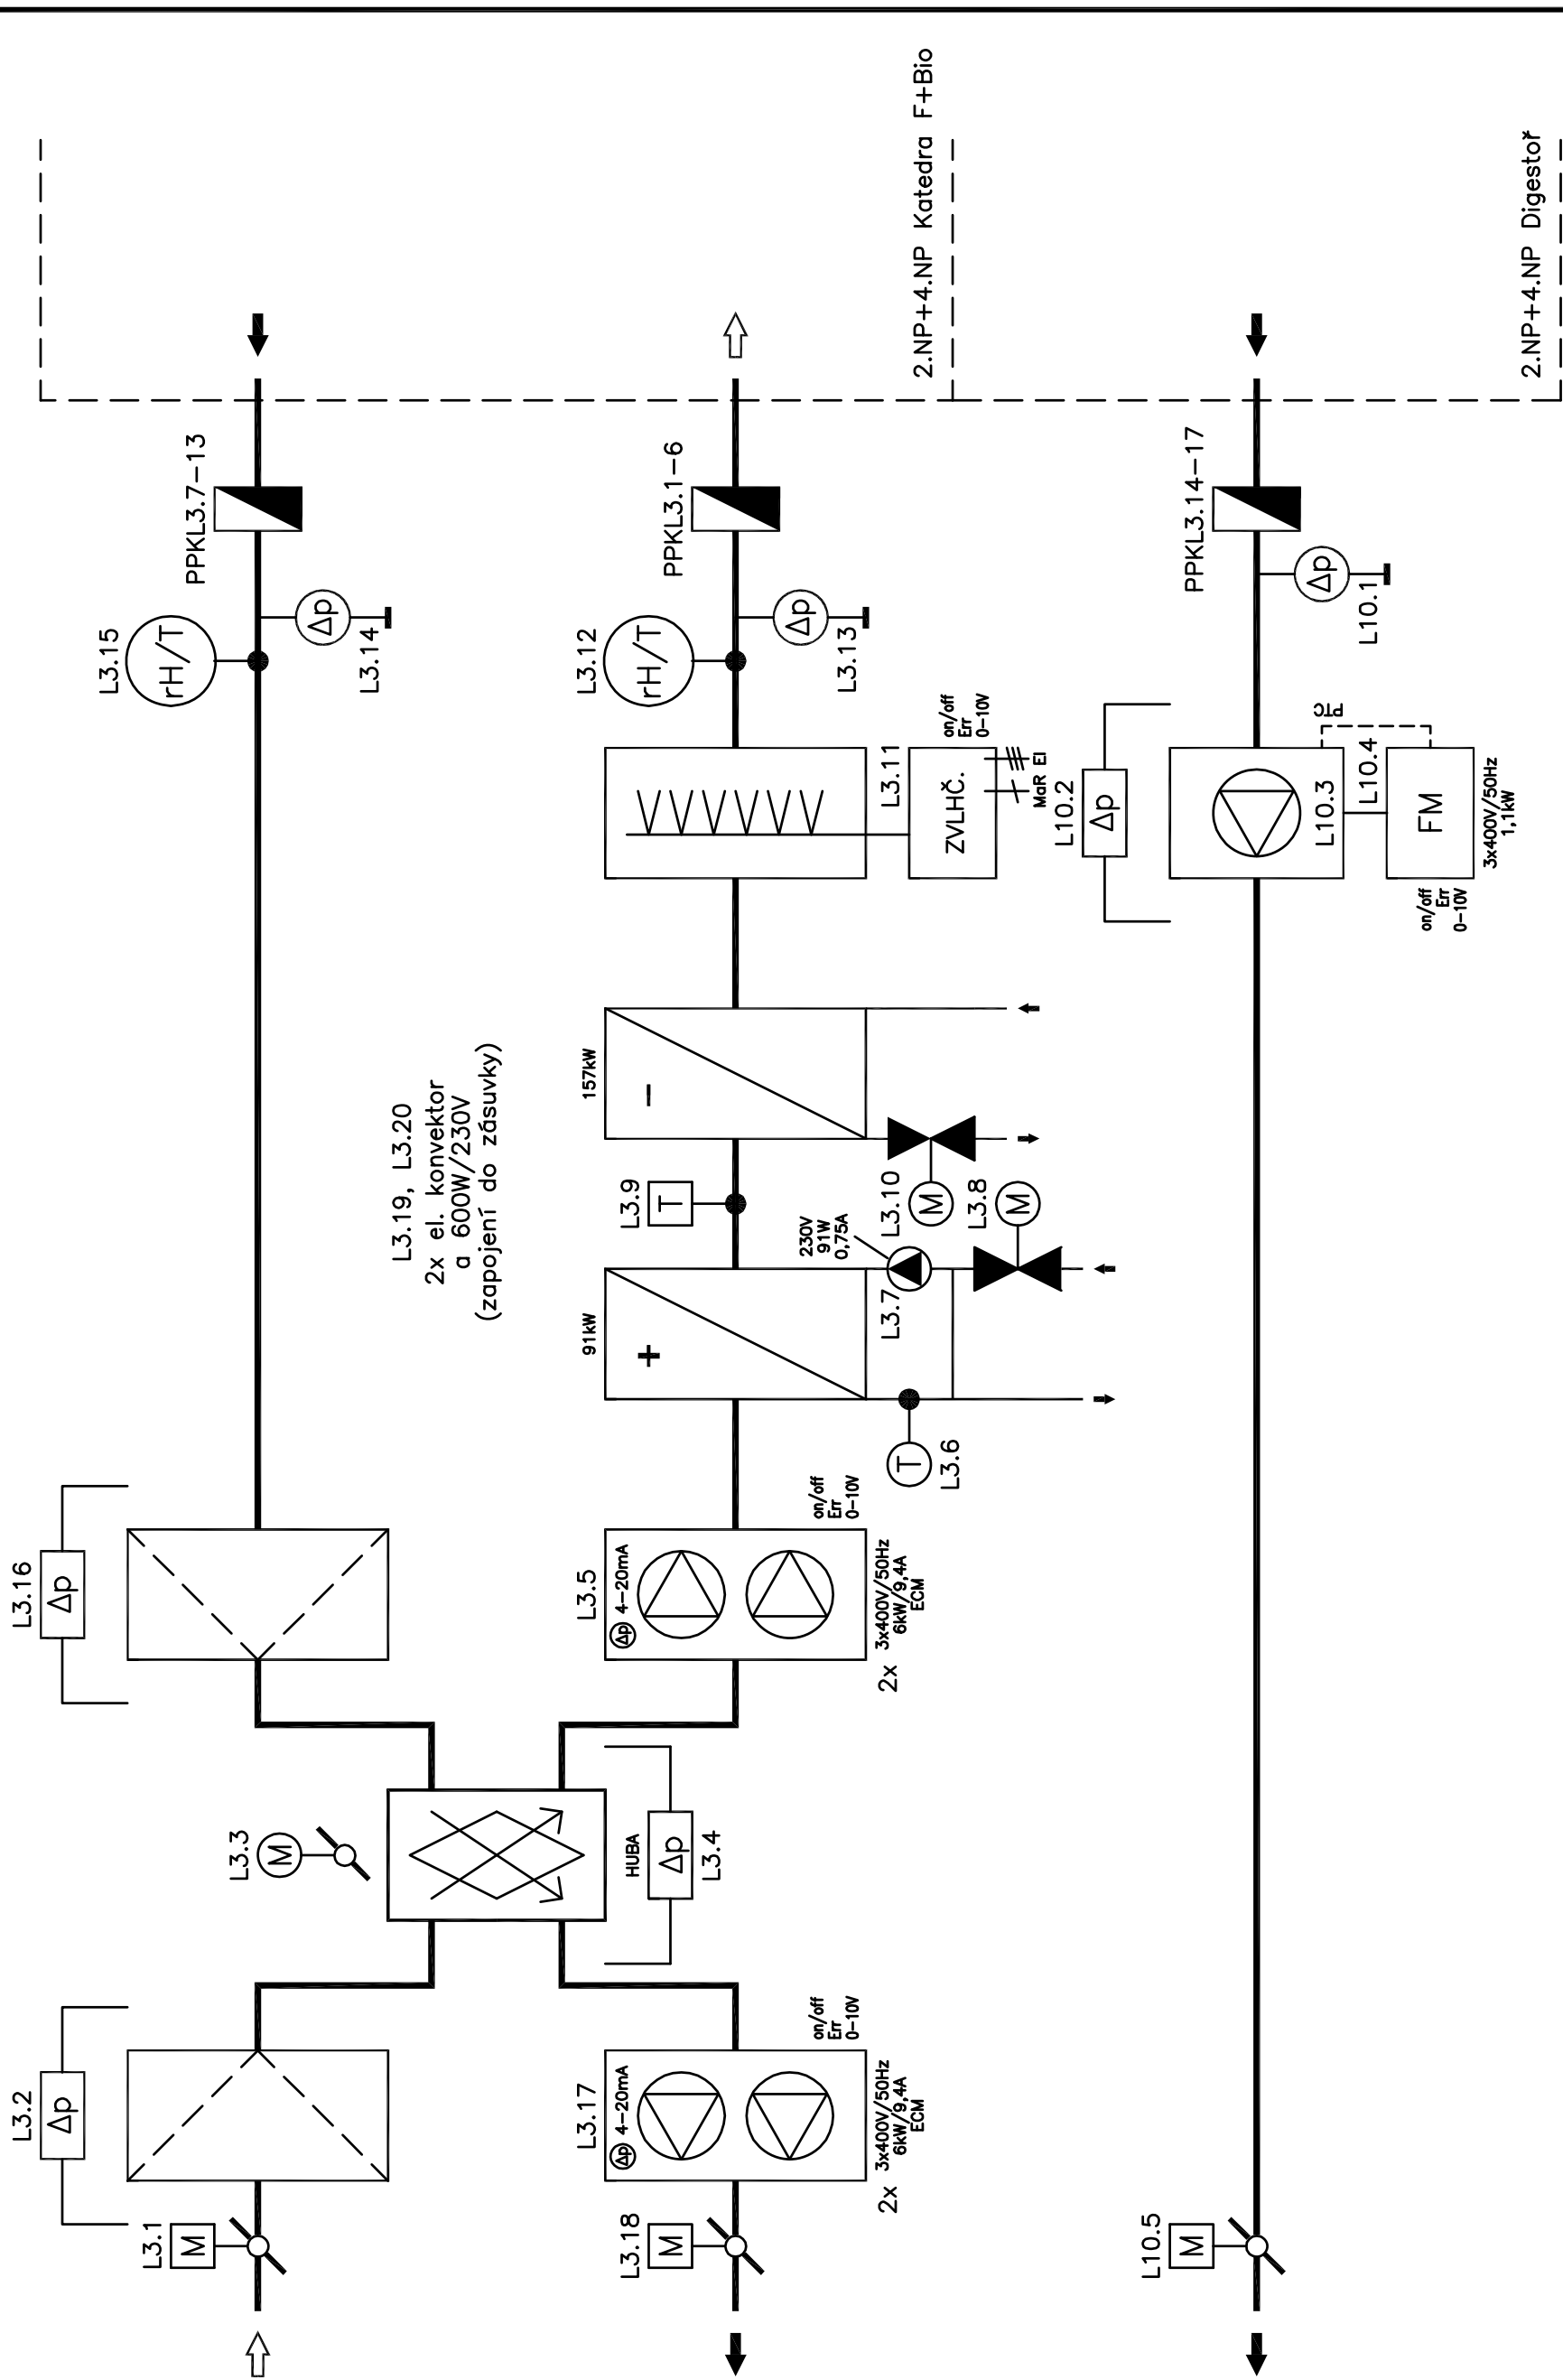 L3.1
M
L3.2
Δp
L3.3
M
L3.16
Δp
L3.15
rH/T
Δp
L3.14
PPKL3.7-13
L3.19, L3.20
2x el. konvektor
a 600W/230V
(zapojení do zásuvky)
L3.18
M
L3.17
Δp 4-20mA
on/off
Err
0-10V
2x 3x400V/50Hz
6kW/9,4A
ECM
HUBA
Δp
L3.4
L3.5
Δp 4-20mA
on/off
Err
0-10V
2x 3x400V/50Hz
6kW/9,4A
ECM
91kW
+
T
L3.6
L3.7
230V
91W
0,75A
L3.8
M
L3.9
T
157kW
-
L3.10
M
L3.11
ZVLHČ.
on/off
Err
0-10V
MaR El
L3.12
rH/T
Δp
L3.13
PPKL3.1-6
2.NP+4.NP Katedra F+Bio
L10.5
M
L10.2
Δp
L10.3
L10.4
PTC
FM
on/off
Err
0-10V
3x400V/50Hz
1,1kW
Δp
L10.1
PPKL3.14-17
2.NP+4.NP Digestoř